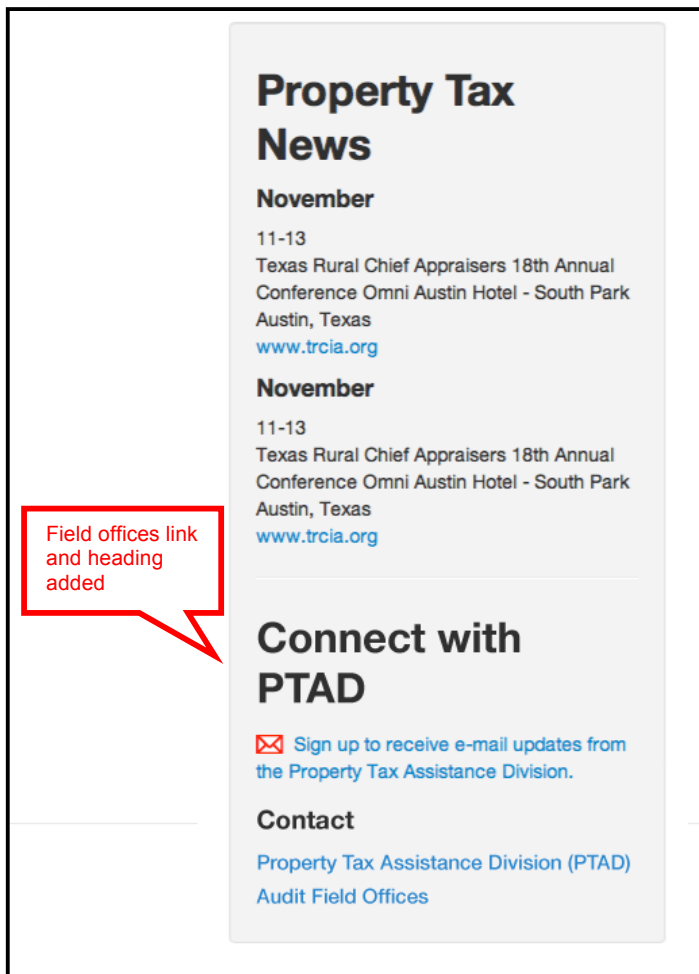 Property Tax
News
November
11-13
Texas Rural Chief Appraisers 18th Annual
Conference Omni Austin Hotel - South Park
Austin, Texas
www.trcia.org
November
11-13
Texas Rural Chief Appraisers 18th Annual
Conference Omni Austin Hotel - South Park
Austin, Texas
www.trcia.org
Field offices link
and heading
added
Connect with
PTAD
Sign up to receive e-mail updates from
the Property Tax Assistance Division.
Contact
Property Tax Assistance Division (PTAD)
Audit Field Offices